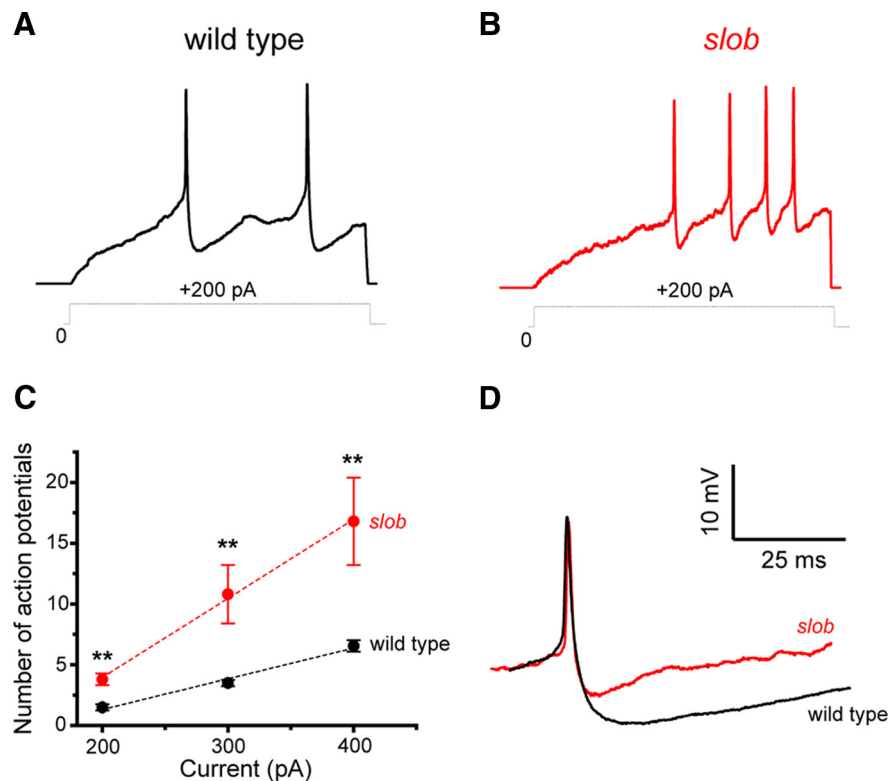 A
wild type
+200 pA
0
B
slob
+200 pA
0
C
Number of action potentials
20
15
10
5
0
**
**
**
slob
wild type
200
300
400
Current (pA)
D
10 mV
25 ms
slob
wild type